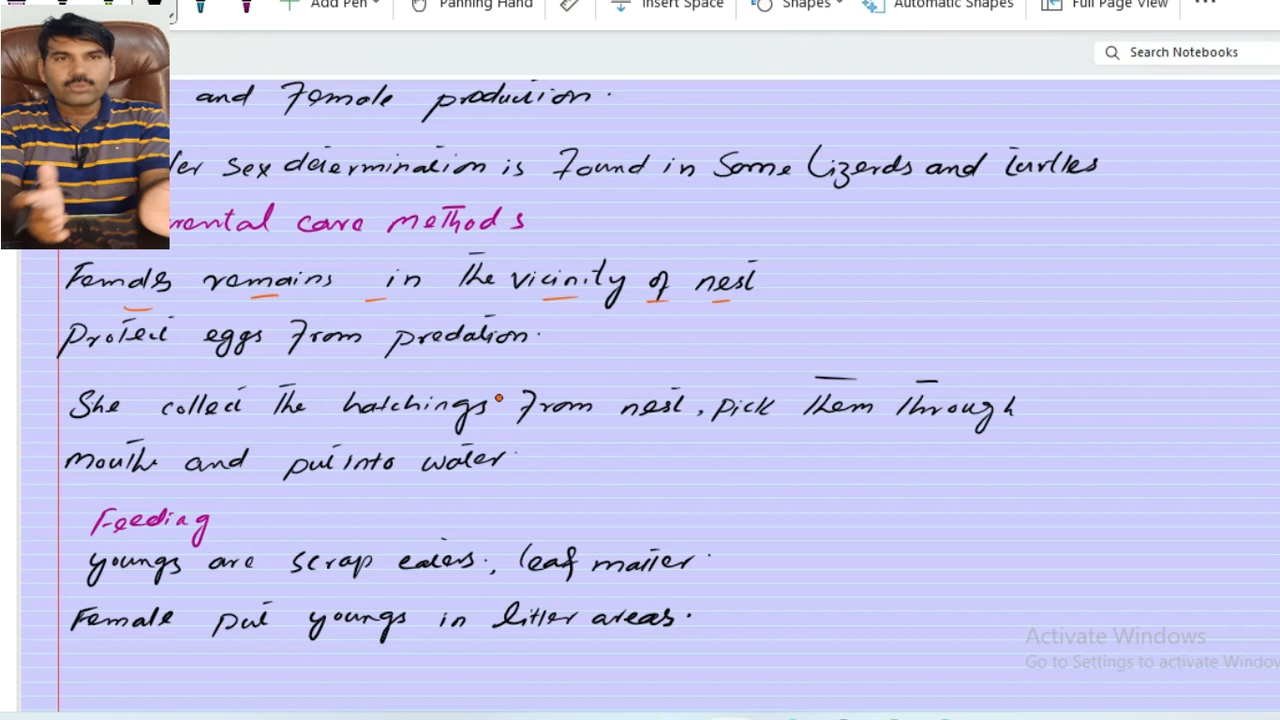 Add Pen
Panning Hand
Insert Space
Shapes
Automatic Shapes
Full Page View
Search Notebooks
and Female production.
sex determination is Found in Some lizerds and turtles
rental care methods
Females remains in the vicinity of nest
protect eggs From predation.
She collect the hatchings From nest, pick them through
mouth and put into water
Feeding
youngs are scrap eaters, leaf matter.
Female put youngs in litter areas.
Activate Windows
Go to Settings to activate Window